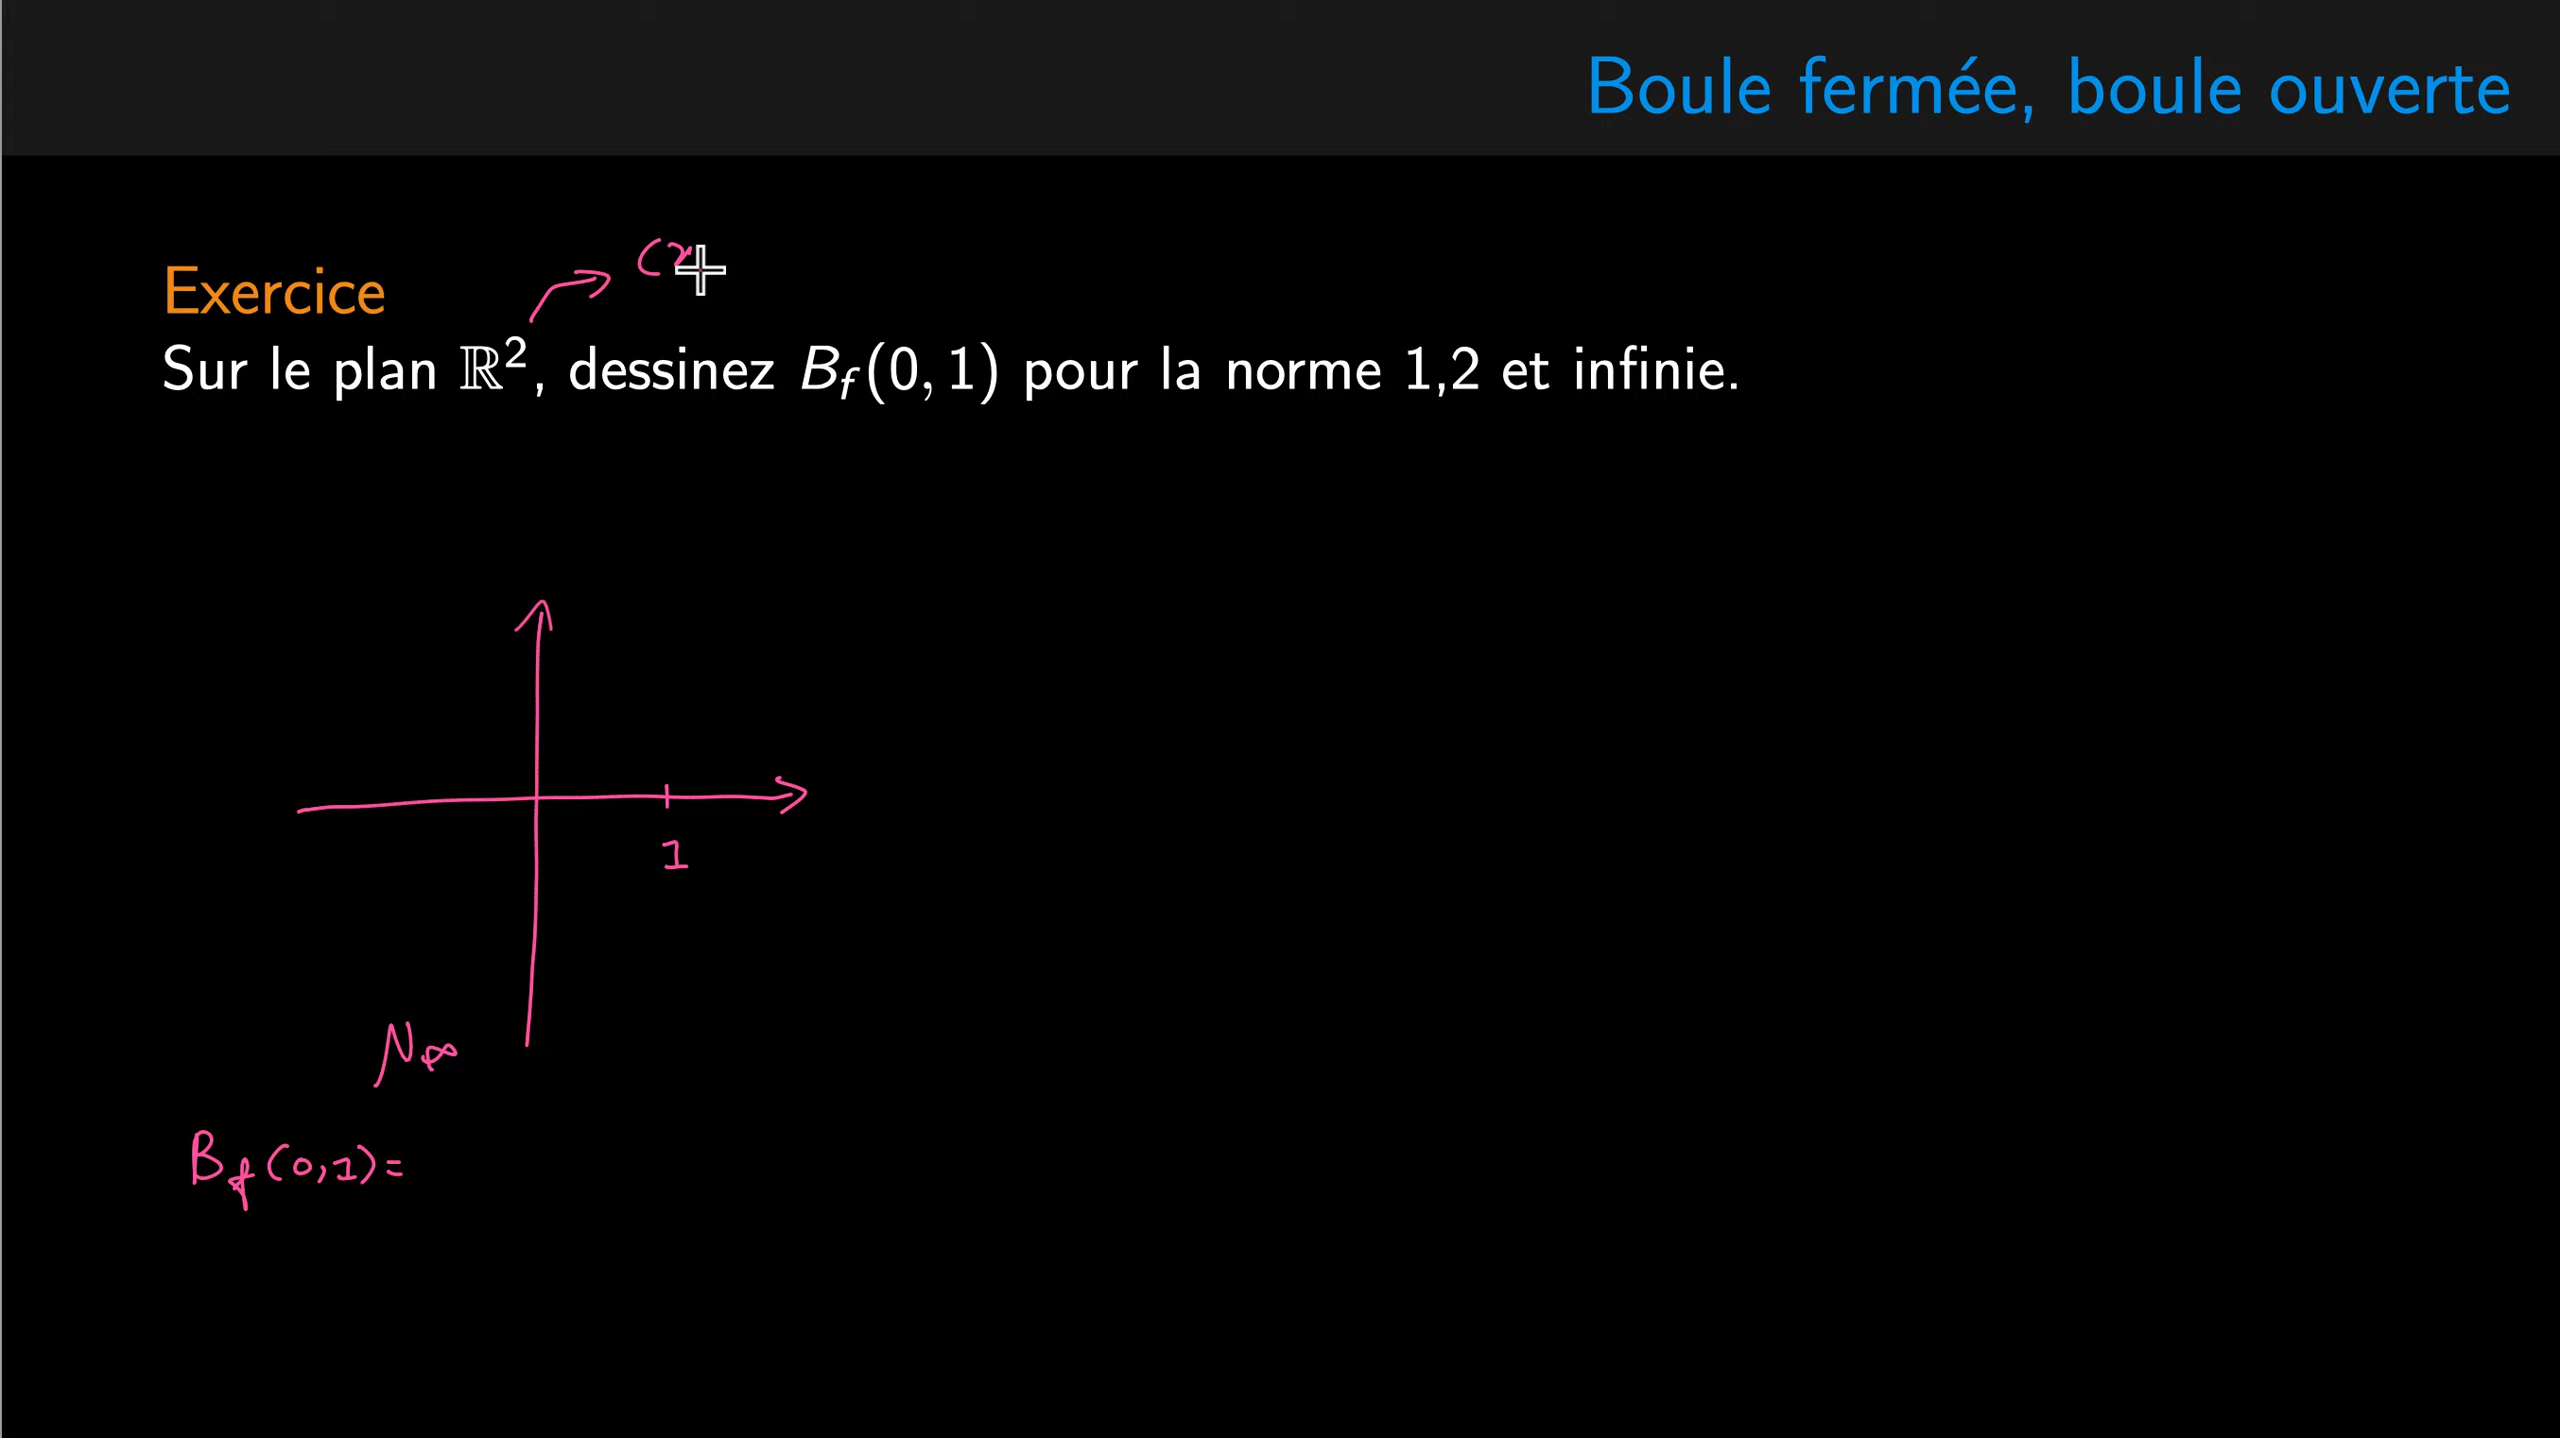 Boule fermée, boule ouverte
(x
Exercice
Sur le plan ℝ², dessinez B_f(0, 1) pour la norme 1,2 et infinie.
1
N_∞
B_f(0,1)=